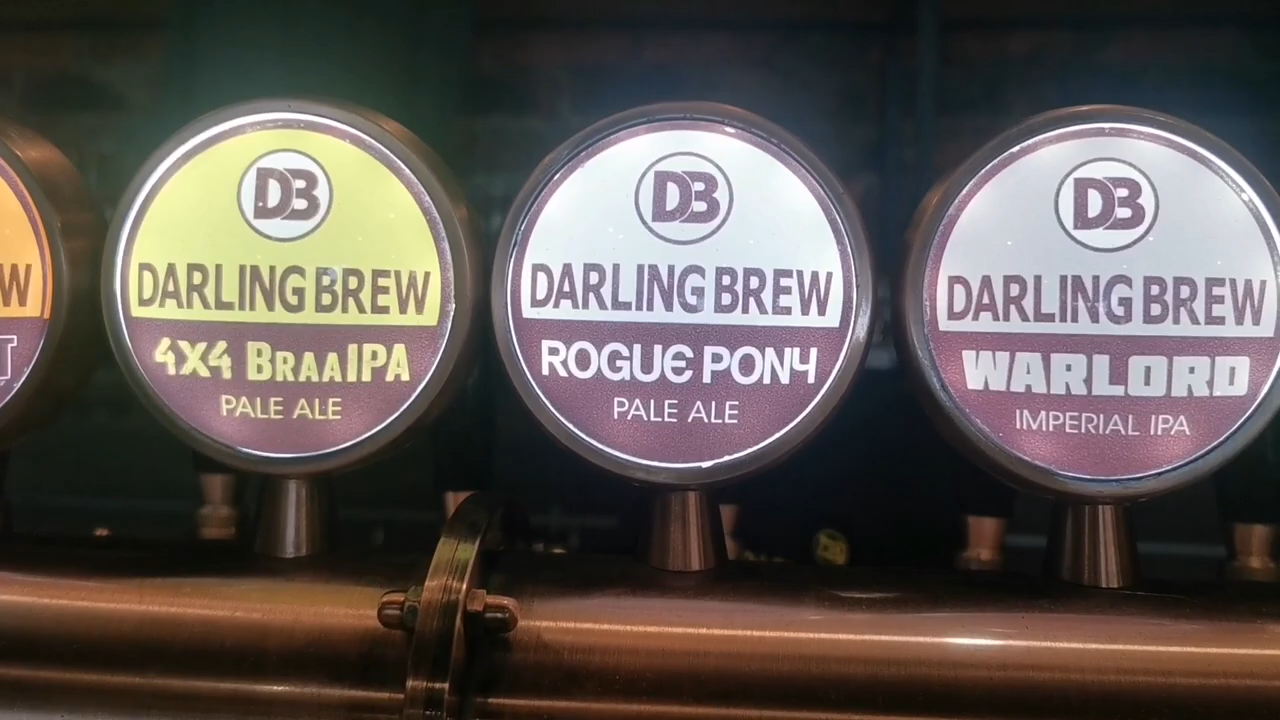 W
T
DB
DARLING BREW
4X4 BRAAIPA
PALE ALE
DB
DARLING BREW
ROGUE PONY
PALE ALE
DB
DARLING BREW
WARLORD
IMPERIAL IPA